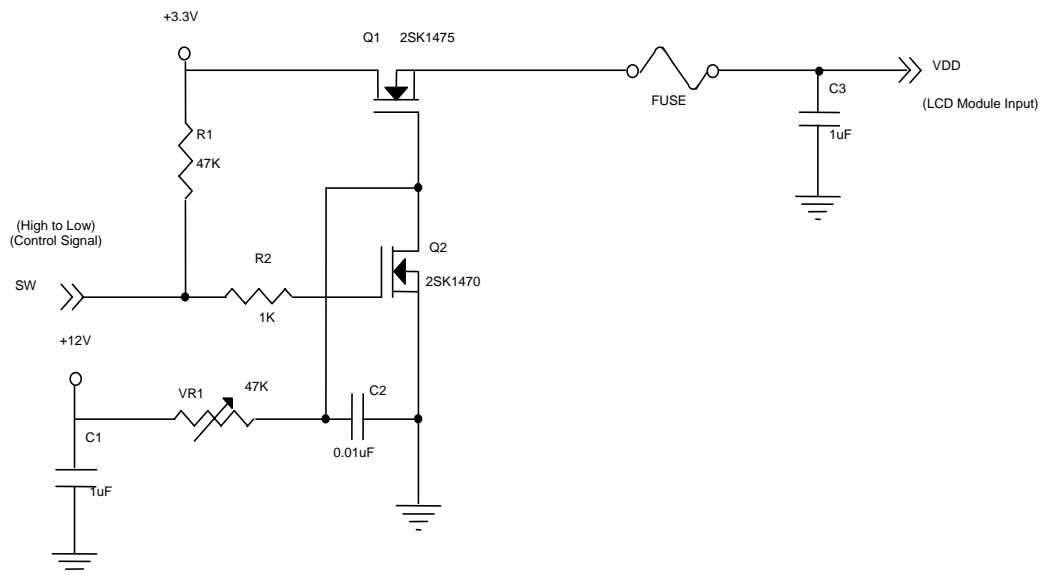 +3.3V
Q1 2SK1475
VDD
FUSE
C3
(LCD Module Input)
R1
1uF
47K
(High to Low)
(Control Signal)
Q2
R2
SW
2SK1470
1K
+12V
VR1
47K
C2
C1
0.01uF
1uF